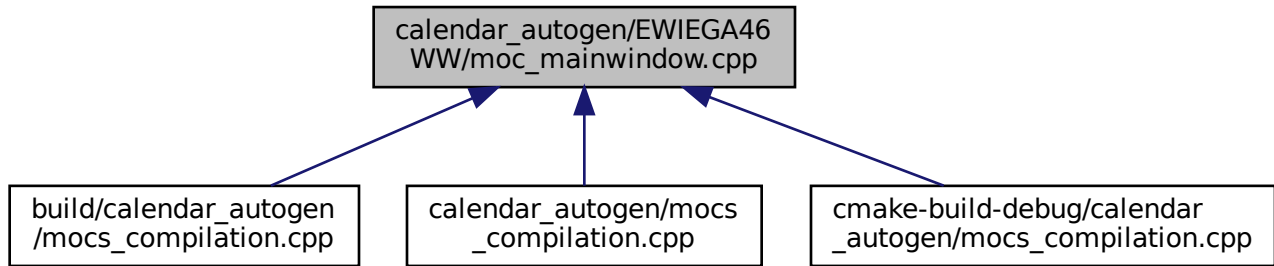 calendar_autogen/EWIEGA46
WW/moc_mainwindow.cpp
build/calendar_autogen
/mocs_compilation.cpp
calendar_autogen/mocs
_compilation.cpp
cmake-build-debug/calendar
_autogen/mocs_compilation.cpp